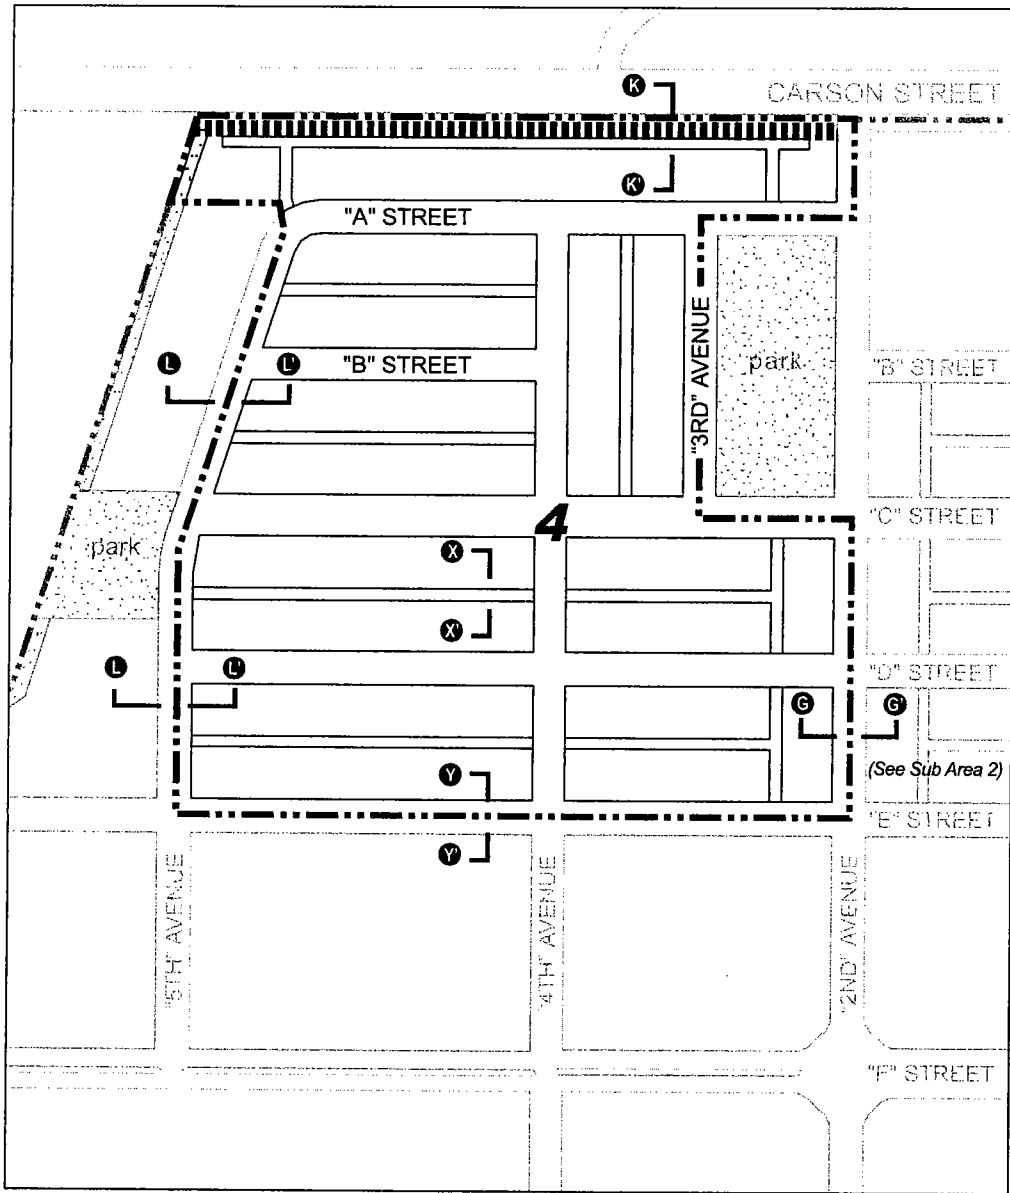 K
CARSON STREET
K'
"A" STREET
"3RD" AVENUE
park
"B" STREET
"B" STREET
L
L'
4
"C" STREET
park
X
X'
L
L'
"D" STREET
G
G'
(See Sub Area 2)
Y
"E" STREET
Y'
"5TH" AVENUE
"4TH" AVENUE
"2ND" AVENUE
"F" STREET